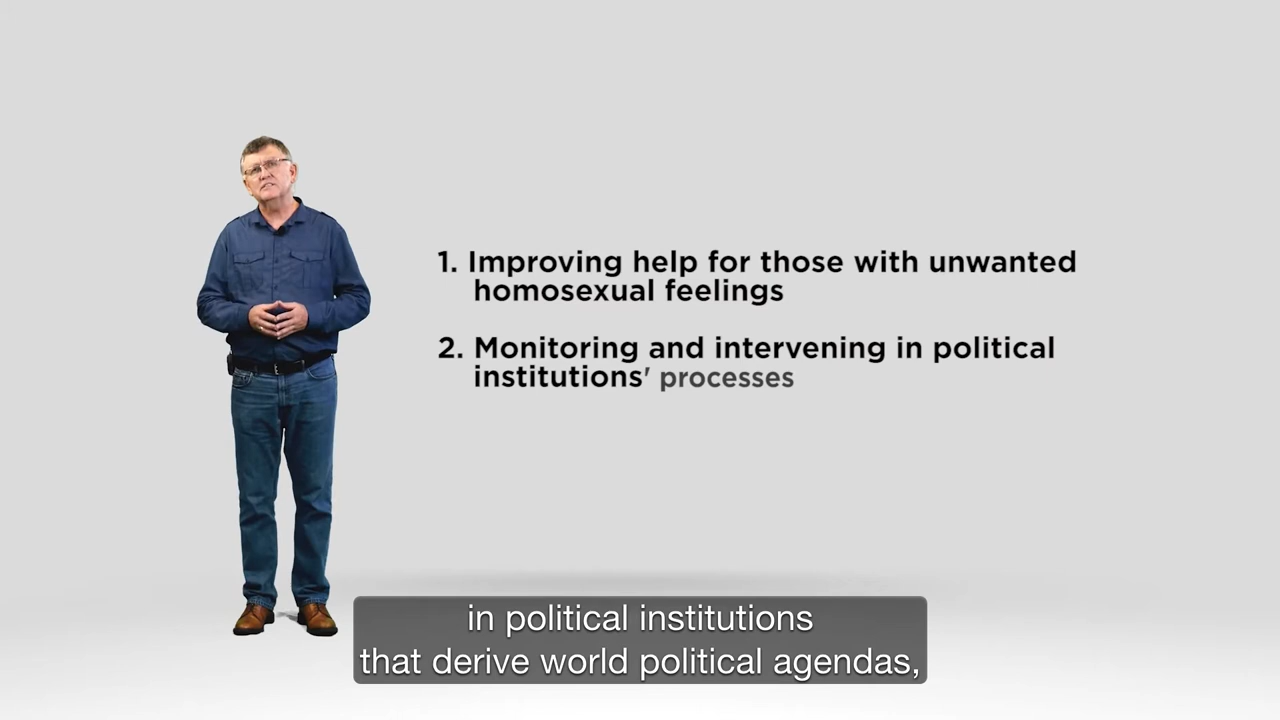 1. Improving help for those with unwanted
homosexual feelings
2. Monitoring and intervening in political
institutions' processes
in political institutions
that derive world political agendas,